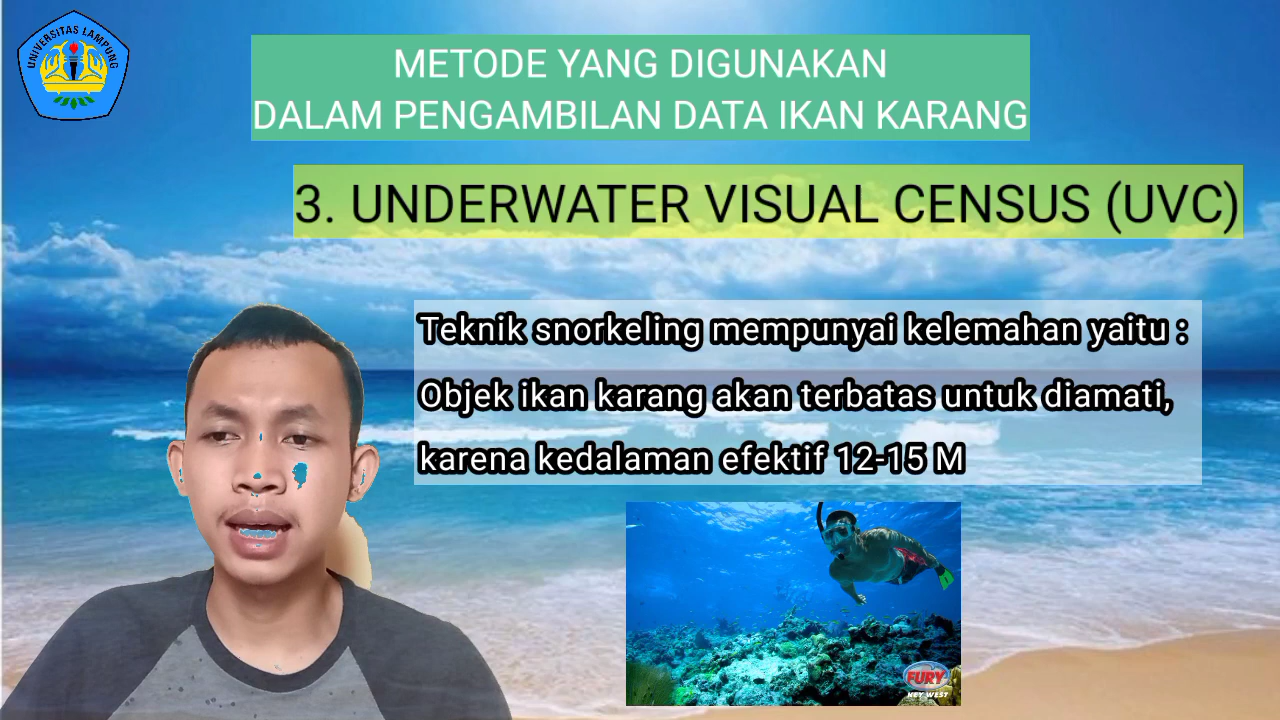 UNIVERSITAS LAMPUNG
METODE YANG DIGUNAKAN
DALAM PENGAMBILAN DATA IKAN KARANG
3. UNDERWATER VISUAL CENSUS (UVC)
Teknik snorkeling mempunyai kelemahan yaitu :
Objek ikan karang akan terbatas untuk diamati,
karena kedalaman efektif 12-15 M
FURY
KEY WEST